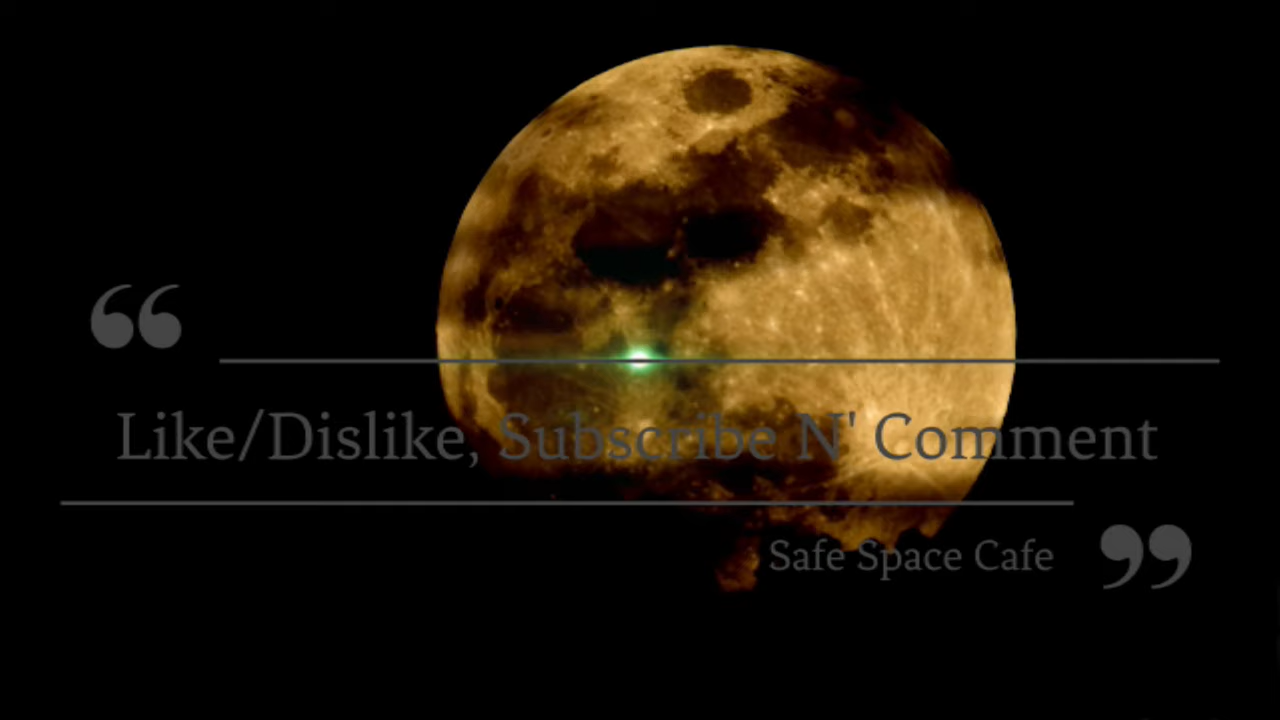 “
Like/Dislike, Subscribe N' Comment
Safe Space Cafe
”